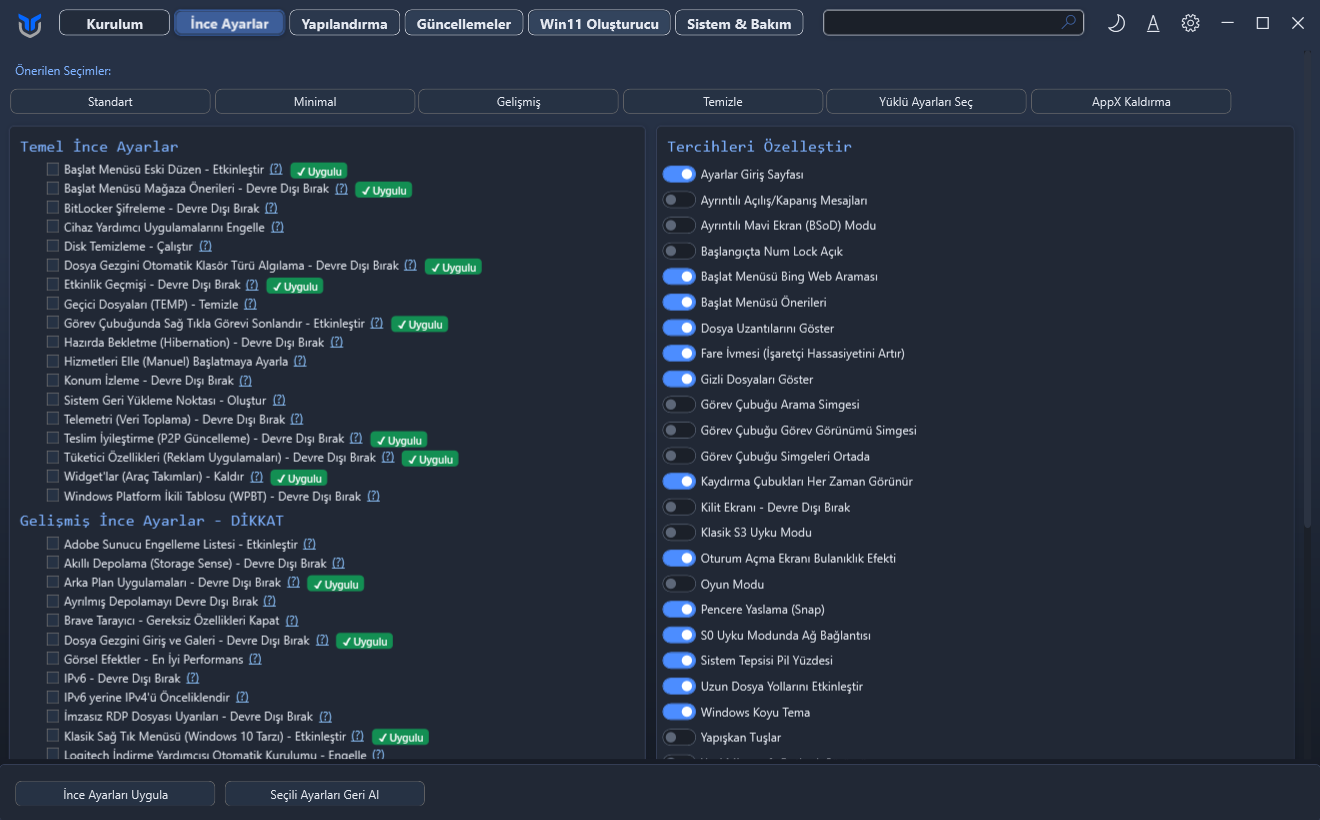 Kurulum İnce Ayarlar Yapılandırma Güncellemeler Win11 Oluşturucu Sistem & Bakım
Önerilen Seçimler:
Standart Minimal Gelişmiş Temizle Yüklü Ayarları Seç AppX Kaldırma
Temel İnce Ayarlar
Başlat Menüsü Eski Düzen - Etkinleştir (?) ✓Uygulu
Başlat Menüsü Mağaza Önerileri - Devre Dışı Bırak (?) ✓Uygulu
BitLocker Şifreleme - Devre Dışı Bırak (?)
Cihaz Yardımcı Uygulamalarını Engelle (?)
Disk Temizleme - Çalıştır (?)
Dosya Gezgini Otomatik Klasör Türü Algılama - Devre Dışı Bırak (?) ✓Uygulu
Etkinlik Geçmişi - Devre Dışı Bırak (?) ✓Uygulu
Geçici Dosyaları (TEMP) - Temizle (?)
Görev Çubuğunda Sağ Tıkla Görevi Sonlandır - Etkinleştir (?) ✓Uygulu
Hazırda Bekletme (Hibernation) - Devre Dışı Bırak (?)
Hizmetleri Elle (Manuel) Başlatmaya Ayarla (?)
Konum İzleme - Devre Dışı Bırak (?)
Sistem Geri Yükleme Noktası - Oluştur (?)
Telemetri (Veri Toplama) - Devre Dışı Bırak (?)
Teslim İyileştirme (P2P Güncelleme) - Devre Dışı Bırak (?) ✓Uygulu
Tüketici Özellikleri (Reklam Uygulamaları) - Devre Dışı Bırak (?) ✓Uygulu
Widget'lar (Araç Takımları) - Kaldır (?) ✓Uygulu
Windows Platform İkili Tablosu (WPBT) - Devre Dışı Bırak (?)
Gelişmiş İnce Ayarlar - DİKKAT
Adobe Sunucu Engelleme Listesi - Etkinleştir (?)
Akıllı Depolama (Storage Sense) - Devre Dışı Bırak (?)
Arka Plan Uygulamaları - Devre Dışı Bırak (?) ✓Uygulu
Ayrılmış Depolamayı Devre Dışı Bırak (?)
Brave Tarayıcı - Gereksiz Özellikleri Kapat (?)
Dosya Gezgini Giriş ve Galeri - Devre Dışı Bırak (?) ✓Uygulu
Görsel Efektler - En İyi Performans (?)
IPv6 - Devre Dışı Bırak (?)
IPv6 yerine IPv4'ü Önceliklendir (?)
İmzasız RDP Dosyası Uyarıları - Devre Dışı Bırak (?)
Klasik Sağ Tık Menüsü (Windows 10 Tarzı) - Etkinleştir (?) ✓Uygulu
Logitech İndirme Yardımcısı Otomatik Kurulumu - Engelle (?)
Tercihleri Özelleştir
Ayarlar Giriş Sayfası
Ayrıntılı Açılış/Kapanış Mesajları
Ayrıntılı Mavi Ekran (BSoD) Modu
Başlangıçta Num Lock Açık
Başlat Menüsü Bing Web Araması
Başlat Menüsü Önerileri
Dosya Uzantılarını Göster
Fare İvmesi (İşaretçi Hassasiyetini Artır)
Gizli Dosyaları Göster
Görev Çubuğu Arama Simgesi
Görev Çubuğu Görev Görünümü Simgesi
Görev Çubuğu Simgeleri Ortada
Kaydırma Çubukları Her Zaman Görünür
Kilit Ekranı - Devre Dışı Bırak
Klasik S3 Uyku Modu
Oturum Açma Ekranı Bulanıklık Efekti
Oyun Modu
Pencere Yaslama (Snap)
S0 Uyku Modunda Ağ Bağlantısı
Sistem Tepsisi Pil Yüzdesi
Uzun Dosya Yollarını Etkinleştir
Windows Koyu Tema
Yapışkan Tuşlar
İnce Ayarları Uygula Seçili Ayarları Geri Al